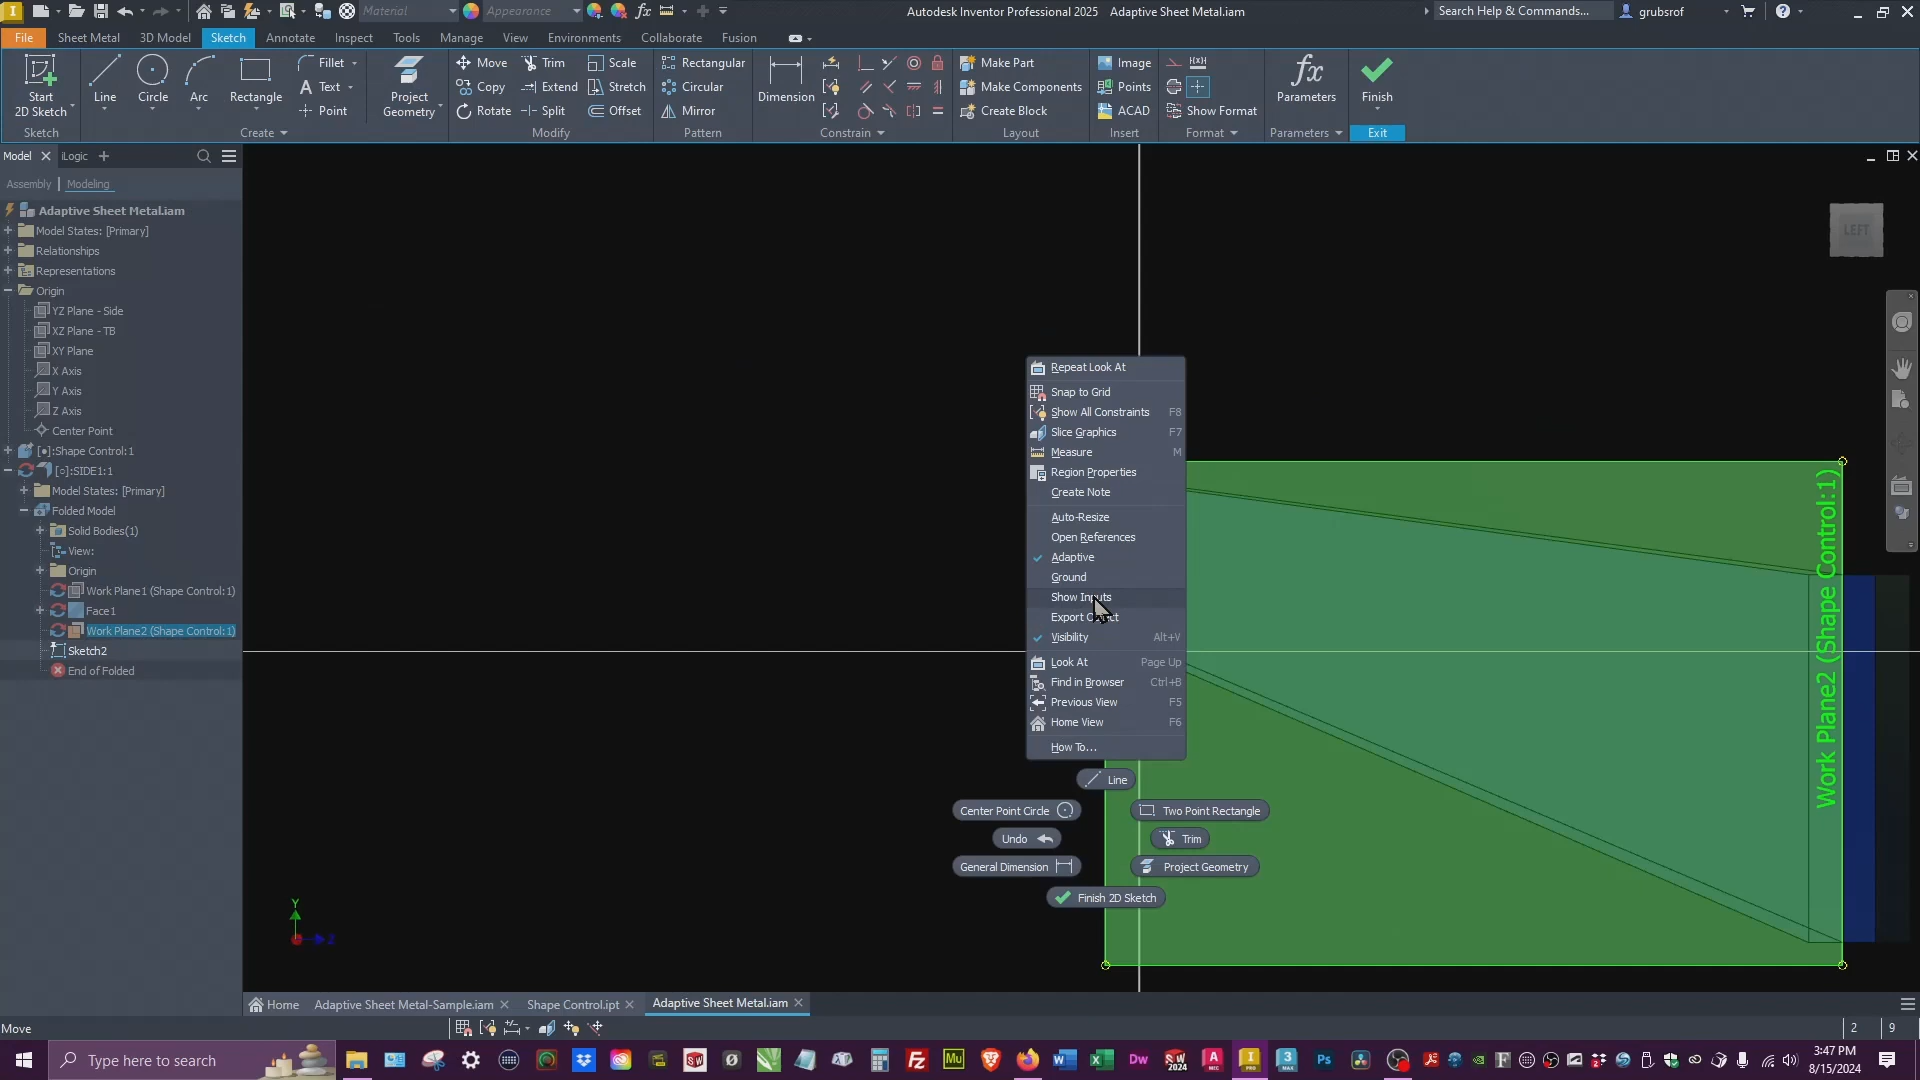 Material
Appearance
Autodesk Inventor Professional 2025 Adaptive Sheet Metal.iam
Search Help & Commands...
grubsrof
File Sheet Metal 3D Model Sketch Annotate Inspect Tools Manage View Environments Collaborate Fusion
Start
2D Sketch
Line
Circle
Arc
Rectangle
Fillet
Text
Point
Project
Geometry
Move Trim Scale
Copy Extend Stretch
Rotate Split Offset
Rectangular
Circular
Mirror
Dimension
Make Part
Make Components
Create Block
Image
Points
ACAD
Show Format
Parameters
Finish
Sketch Create Modify Pattern Constrain Layout Insert Format Parameters Exit
Model iLogic
Assembly Modeling
Adaptive Sheet Metal.iam
Model States: [Primary]
Relationships
Representations
Origin
YZ Plane - Side
XZ Plane - TB
XY Plane
X Axis
Y Axis
Z Axis
Center Point
[●]:Shape Control:1
[○]:SIDE1:1
Model States: [Primary]
Folded Model
Solid Bodies(1)
View:
Origin
Work Plane1 (Shape Control:1)
Face1
Work Plane2 (Shape Control:1)
Sketch2
End of Folded
LEFT
Repeat Look At
Snap to Grid
Show All Constraints F8
Slice Graphics F7
Measure M
Region Properties
Create Note
Auto-Resize
Open References
Adaptive
Ground
Show Inputs
Export Object
Visibility Alt+V
Look At Page Up
Find in Browser Ctrl+B
Previous View F5
Home View F6
How To...
Line
Center Point Circle Two Point Rectangle
Undo Trim
General Dimension Project Geometry
Finish 2D Sketch
Work Plane2 (Shape Control:1)
Y
Z
Home Adaptive Sheet Metal-Sample.iam Shape Control.ipt Adaptive Sheet Metal.iam
Move
2 9
Type here to search
3:47 PM
8/15/2024